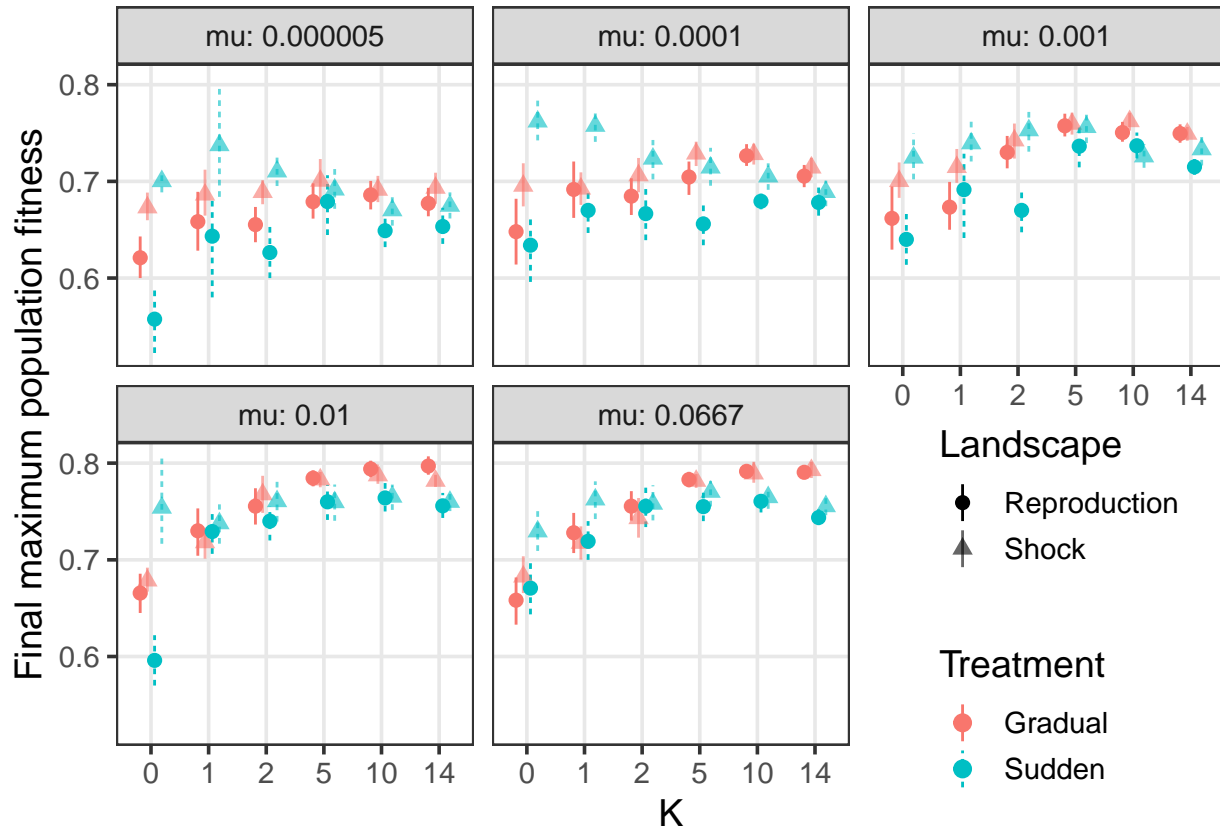 mu: 0.000005
mu: 0.0001
mu: 0.001
Final maximum population fitness
0.8
0.7
0.6
0 1 2 5 10 14
mu: 0.01
mu: 0.0667
0.8
0.7
0.6
0 1 2 5 10 14
0 1 2 5 10 14
K
Landscape
Reproduction
Shock
Treatment
Gradual
Sudden